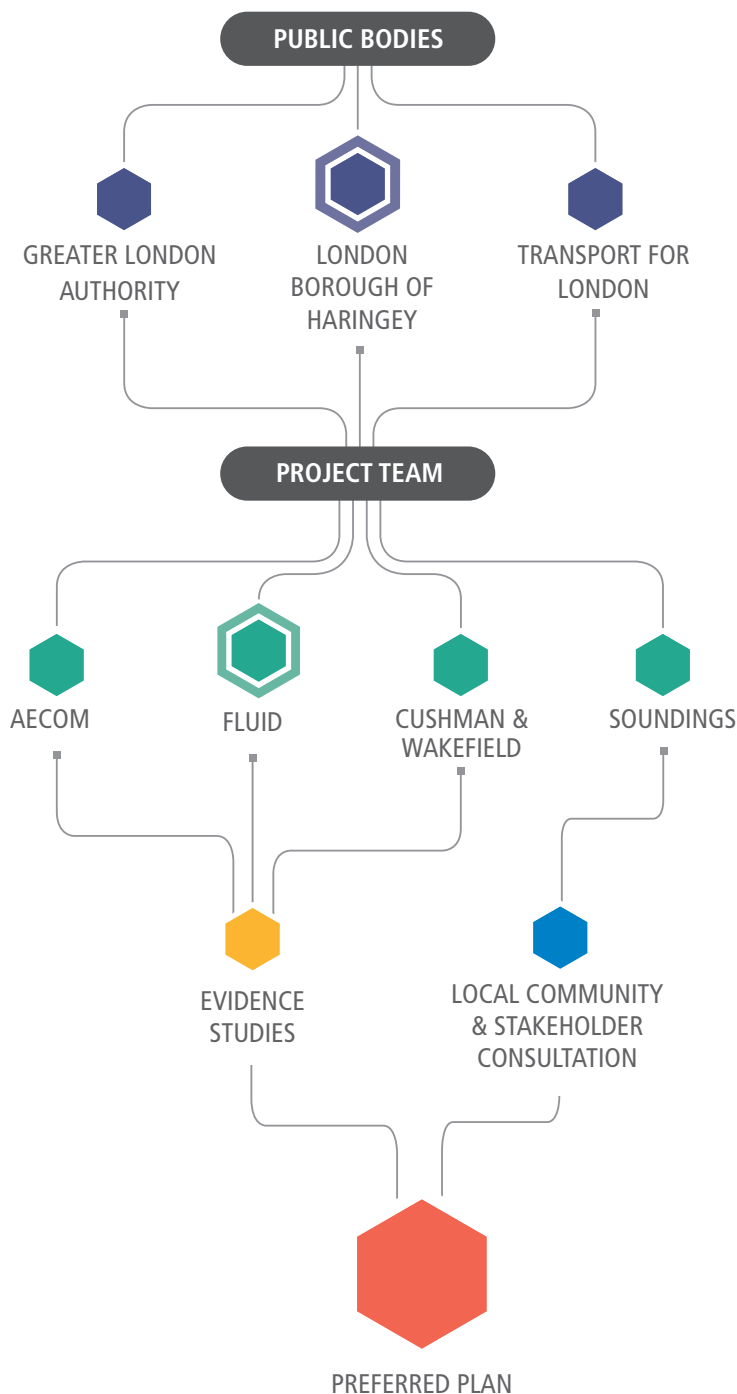 PUBLIC BODIES
GREATER LONDON
AUTHORITY
LONDON
BOROUGH OF
HARINGEY
TRANSPORT FOR
LONDON
PROJECT TEAM
AECOM
FLUID
CUSHMAN &
WAKEFIELD
SOUNDINGS
EVIDENCE
STUDIES
LOCAL COMMUNITY
& STAKEHOLDER
CONSULTATION
PREFERRED PLAN